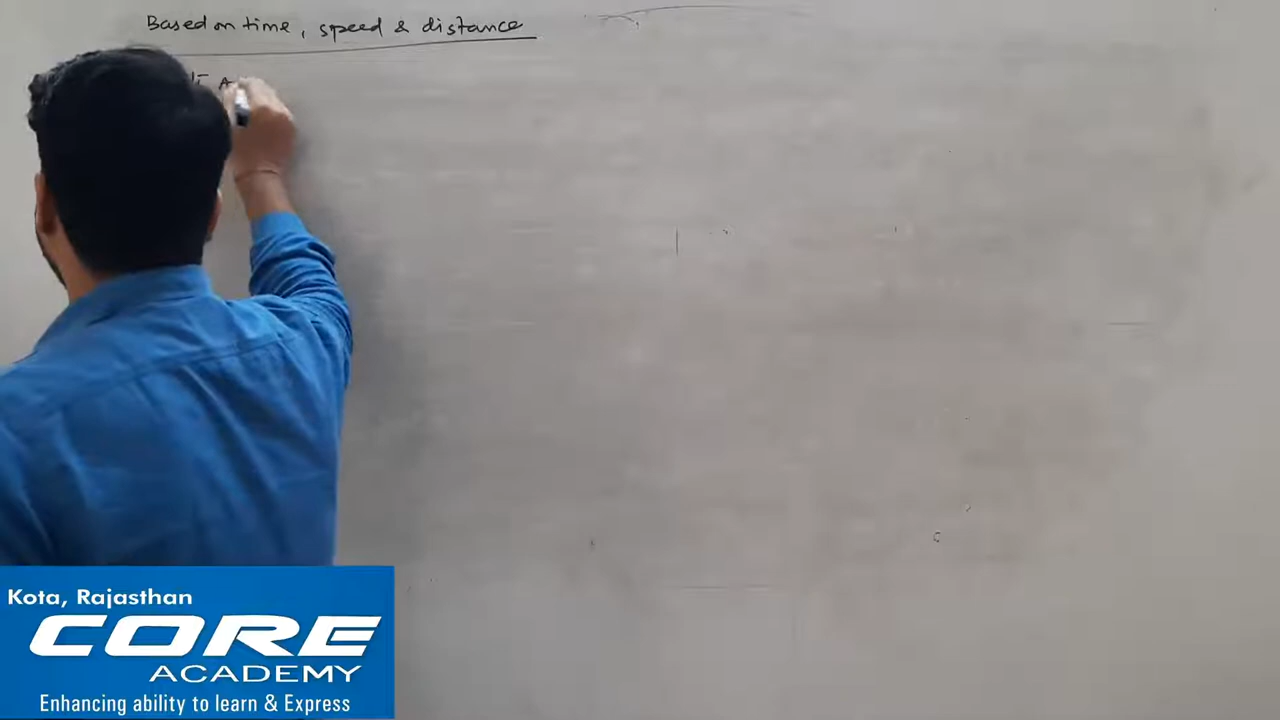 Based on time, speed & distance
A
Kota, Rajasthan
CORE
ACADEMY
Enhancing ability to learn & Express